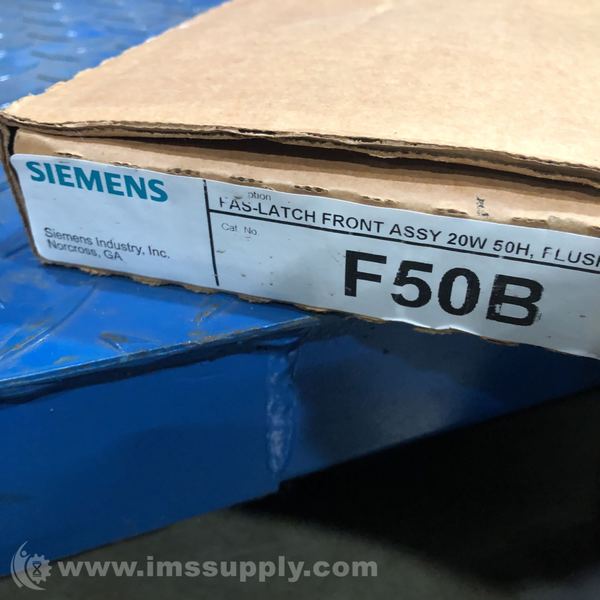 SIEMENS
Siemens Industry, Inc.
Norcross, GA
FAS-LATCH FRONT ASSY 20W 50H, FLUSH
Cat. No.
F50B
www.imssupply.com